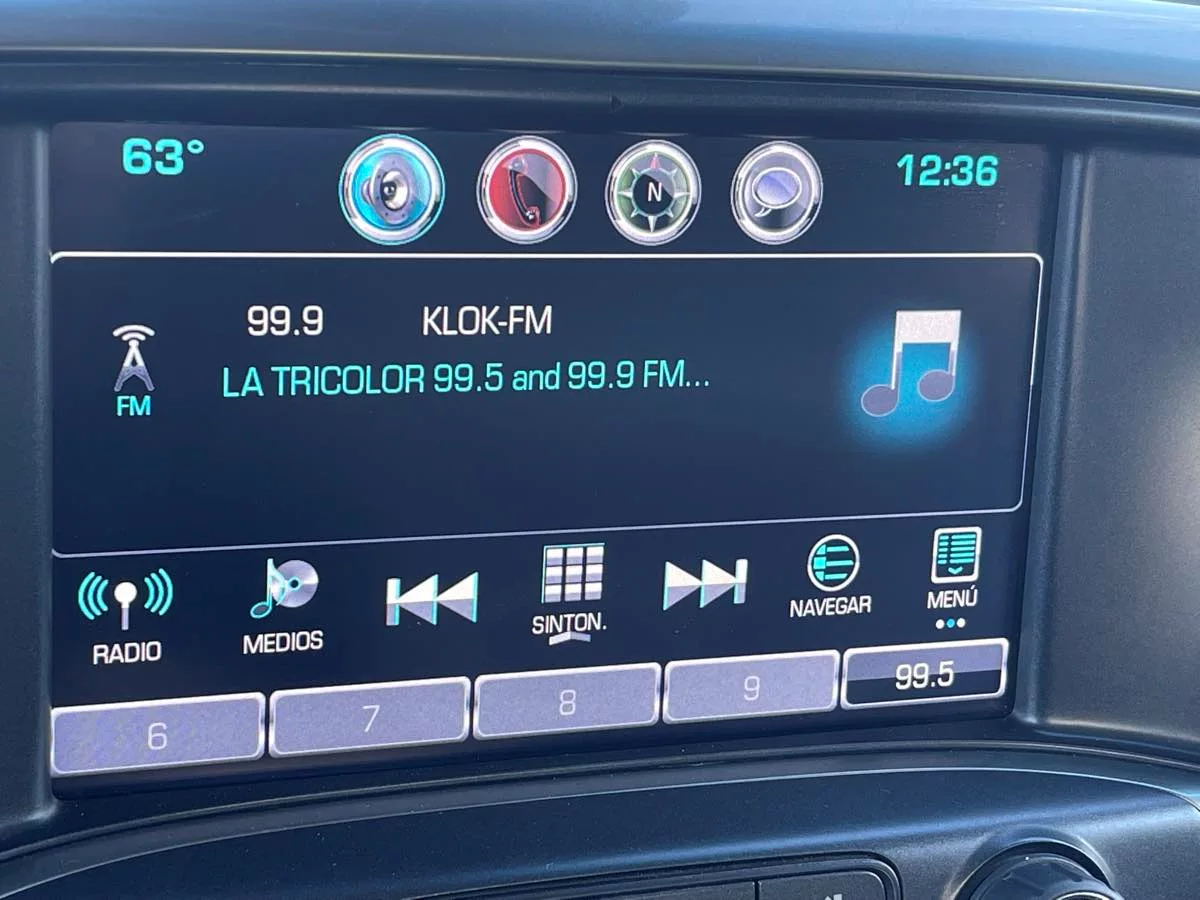 63°
N
12:36
99.9 KLOK-FM
LA TRICOLOR 99.5 and 99.9 FM...
FM
RADIO
MEDIOS
SINTON.
NAVEGAR
MENÚ
6
7
8
9
99.5